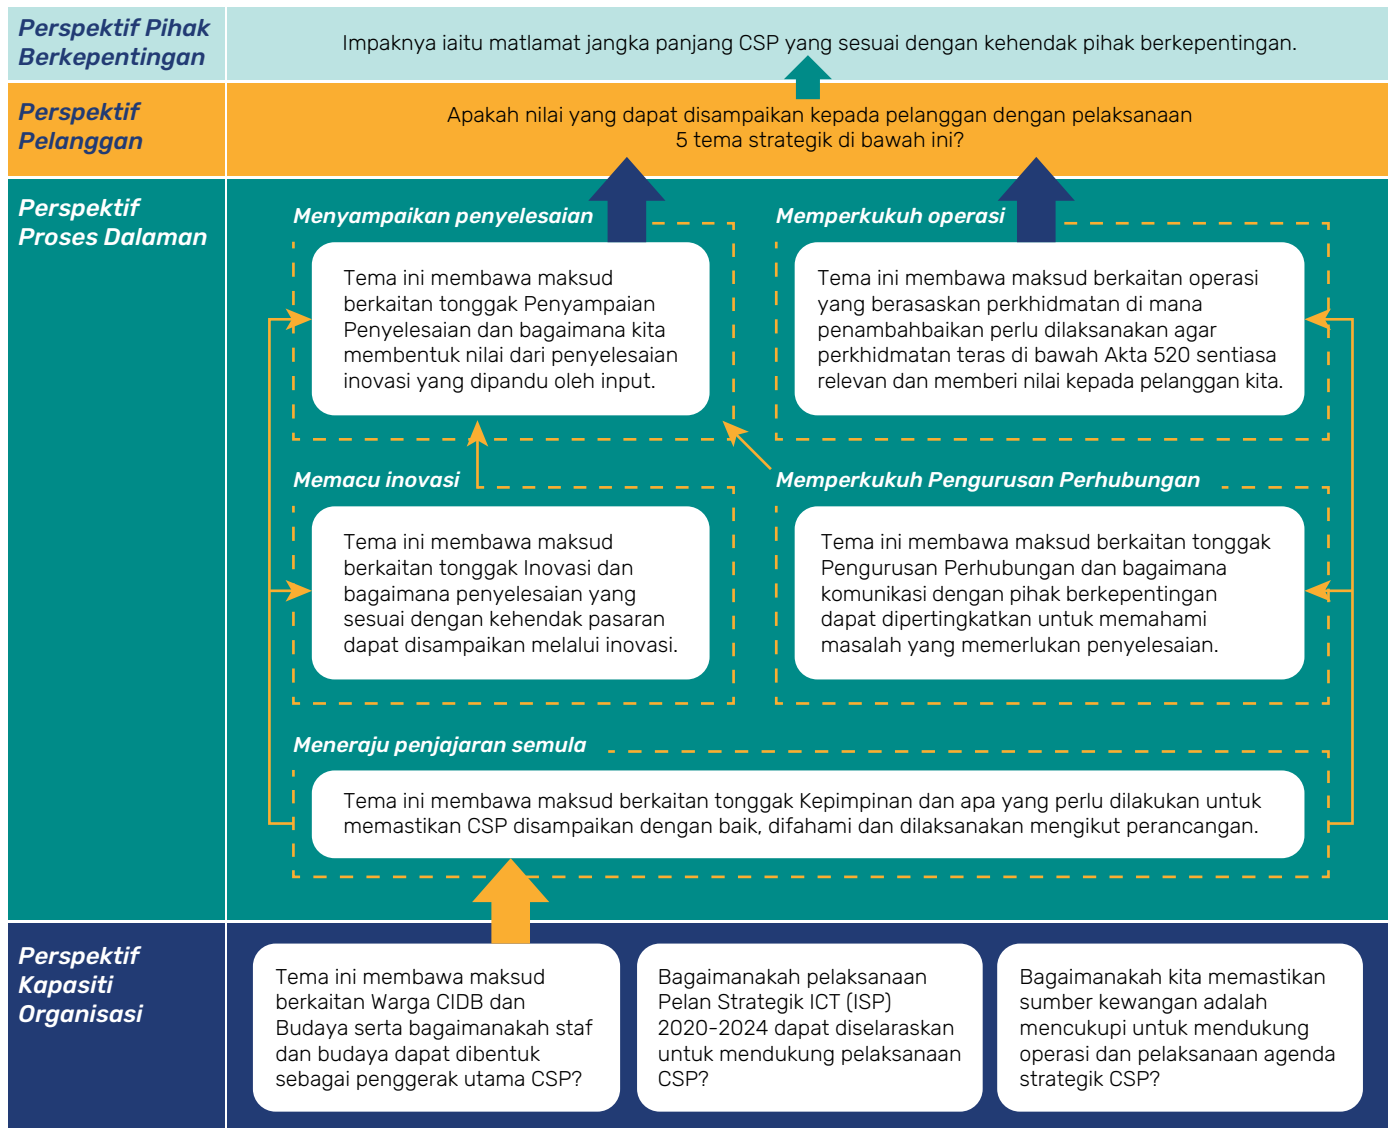 Perspektif Pihak
Berkepentingan
Impaknya iaitu matlamat jangka panjang CSP yang sesuai dengan kehendak pihak berkepentingan.
Perspektif
Pelanggan
Apakah nilai yang dapat disampaikan kepada pelanggan dengan pelaksanaan
5 tema strategik di bawah ini?
Perspektif
Proses Dalaman
Menyampaikan penyelesaian
Tema ini membawa maksud
berkaitan tonggak Penyampaian
Penyelesaian dan bagaimana kita
membentuk nilai dari penyelesaian
inovasi yang dipandu oleh input.
Memperkukuh operasi
Tema ini membawa maksud berkaitan operasi
yang berasaskan perkhidmatan di mana
penambahbaikan perlu dilaksanakan agar
perkhidmatan teras di bawah Akta 520 sentiasa
relevan dan memberi nilai kepada pelanggan kita.
Memacu inovasi
Tema ini membawa maksud
berkaitan tonggak Inovasi dan
bagaimana penyelesaian yang
sesuai dengan kehendak pasaran
dapat disampaikan melalui inovasi.
Memperkukuh Pengurusan Perhubungan
Tema ini membawa maksud berkaitan tonggak
Pengurusan Perhubungan dan bagaimana
komunikasi dengan pihak berkepentingan
dapat dipertingkatkan untuk memahami
masalah yang memerlukan penyelesaian.
Meneraju penjajaran semula
Tema ini membawa maksud berkaitan tonggak Kepimpinan dan apa yang perlu dilakukan untuk
memastikan CSP disampaikan dengan baik, difahami dan dilaksanakan mengikut perancangan.
Perspektif
Kapasiti
Organisasi
Tema ini membawa maksud
berkaitan Warga CIDB dan
Budaya serta bagaimanakah staf
dan budaya dapat dibentuk
sebagai penggerak utama CSP?
Bagaimanakah pelaksanaan
Pelan Strategik ICT (ISP)
2020-2024 dapat diselaraskan
untuk mendukung pelaksanaan
CSP?
Bagaimanakah kita memastikan
sumber kewangan adalah
mencukupi untuk mendukung
operasi dan pelaksanaan agenda
strategik CSP?